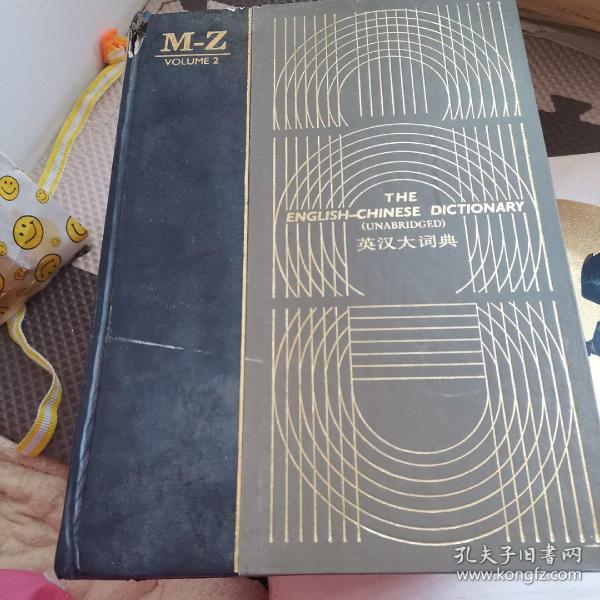 M-Z
VOLUME 2
THE
ENGLISH-CHINESE DICTIONARY
(UNABRIDGED)
英汉大词典
孔夫子旧书网
www.kongfz.com